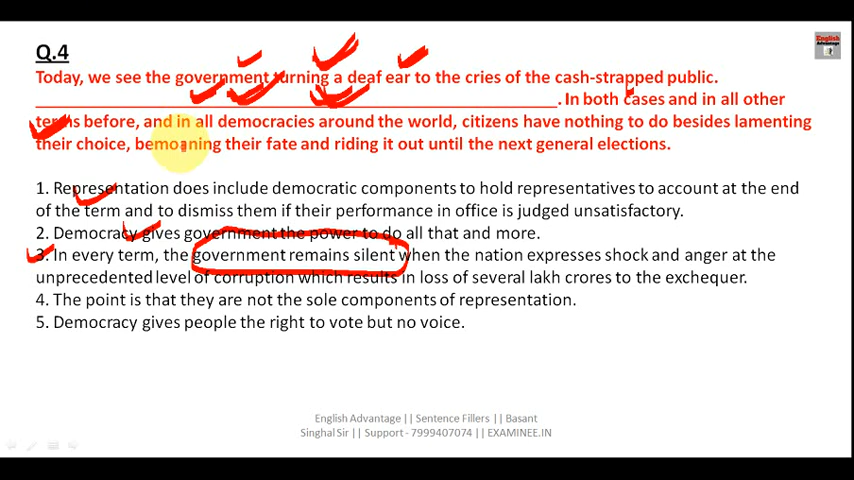 Q.4
English
Advantage
Today, we see the government turning a deaf ear to the cries of the cash-strapped public.
____________________________________________________. In both cases and in all other
terms before, and in all democracies around the world, citizens have nothing to do besides lamenting
their choice, bemoaning their fate and riding it out until the next general elections.
1. Representation does include democratic components to hold representatives to account at the end
of the term and to dismiss them if their performance in office is judged unsatisfactory.
2. Democracy gives government the power to do all that and more.
3. In every term, the government remains silent when the nation expresses shock and anger at the
unprecedented level of corruption which results in loss of several lakh crores to the exchequer.
4. The point is that they are not the sole components of representation.
5. Democracy gives people the right to vote but no voice.
English Advantage || Sentence Fillers || Basant
Singhal Sir || Support - 7999407074 || EXAMINEE.IN